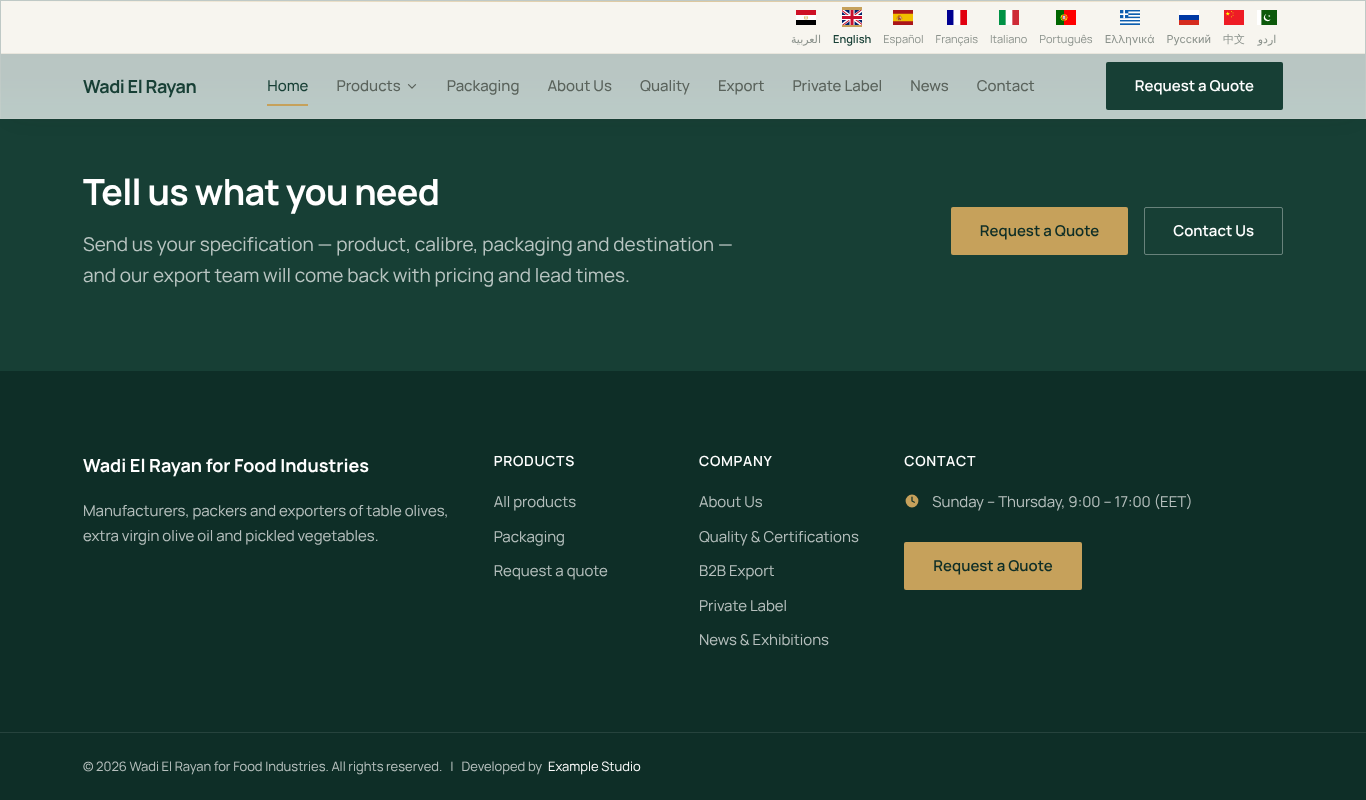 العربية
English
Español
Français
Italiano
Português
Ελληνικά
Русский
中文
اردو
Wadi El Rayan
Home
Products
Packaging
About Us
Quality
Export
Private Label
News
Contact
Request a Quote
Tell us what you need
Send us your specification — product, calibre, packaging and destination —
and our export team will come back with pricing and lead times.
Request a Quote
Contact Us
Wadi El Rayan for Food Industries
Manufacturers, packers and exporters of table olives,
extra virgin olive oil and pickled vegetables.
PRODUCTS
All products
Packaging
Request a quote
COMPANY
About Us
Quality & Certifications
B2B Export
Private Label
News & Exhibitions
CONTACT
Sunday – Thursday, 9:00 – 17:00 (EET)
Request a Quote
© 2026 Wadi El Rayan for Food Industries. All rights reserved. | Developed by Example Studio